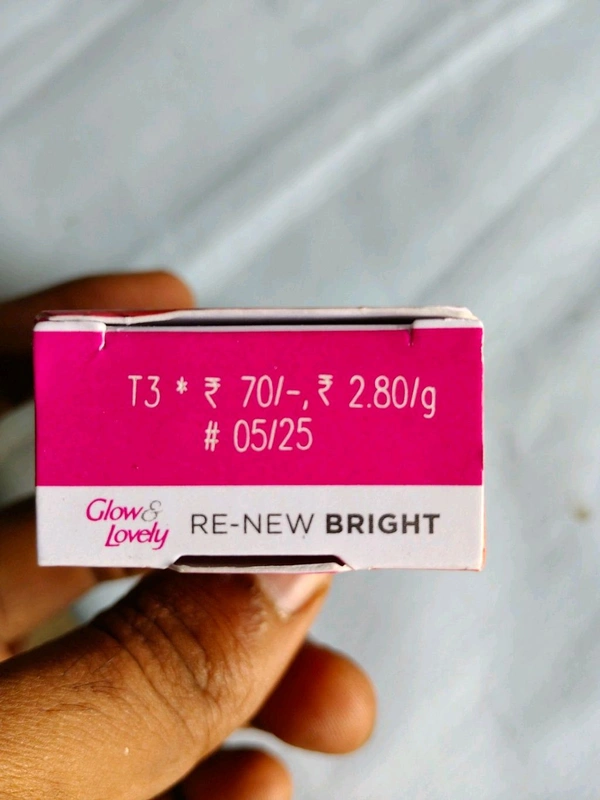 T3 * ₹ 70/-, ₹ 2.80/g
# 05/25
Glow &
Lovely
RE-NEW BRIGHT